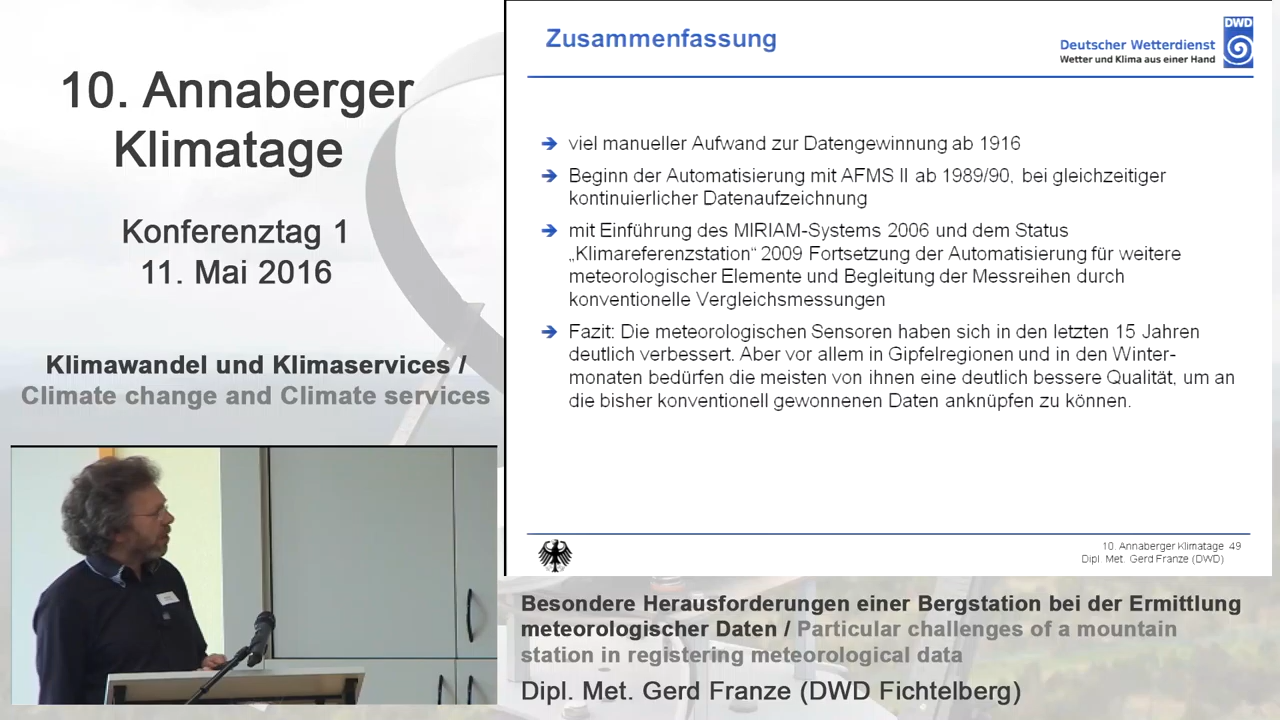 10. Annaberger
Klimatage
Konferenztag 1
11. Mai 2016
Klimawandel und Klimaservices /
Climate change and Climate services
Zusammenfassung
DWD
Deutscher Wetterdienst
Wetter und Klima aus einer Hand
viel manueller Aufwand zur Datengewinnung ab 1916
Beginn der Automatisierung mit AFMS II ab 1989/90, bei gleichzeitiger
kontinuierlicher Datenaufzeichnung
mit Einführung des MIRIAM-Systems 2006 und dem Status
„Klimareferenzstation“ 2009 Fortsetzung der Automatisierung für weitere
meteorologischer Elemente und Begleitung der Messreihen durch
konventionelle Vergleichsmessungen
Fazit: Die meteorologischen Sensoren haben sich in den letzten 15 Jahren
deutlich verbessert. Aber vor allem in Gipfelregionen und in den Winter-
monaten bedürfen die meisten von ihnen eine deutlich bessere Qualität, um an
die bisher konventionell gewonnenen Daten anknüpfen zu können.
10. Annaberger Klimatage 49
Dipl. Met. Gerd Franze (DWD)
Besondere Herausforderungen einer Bergstation bei der Ermittlung
meteorologischer Daten / Particular challenges of a mountain
station in registering meteorological data
Dipl. Met. Gerd Franze (DWD Fichtelberg)